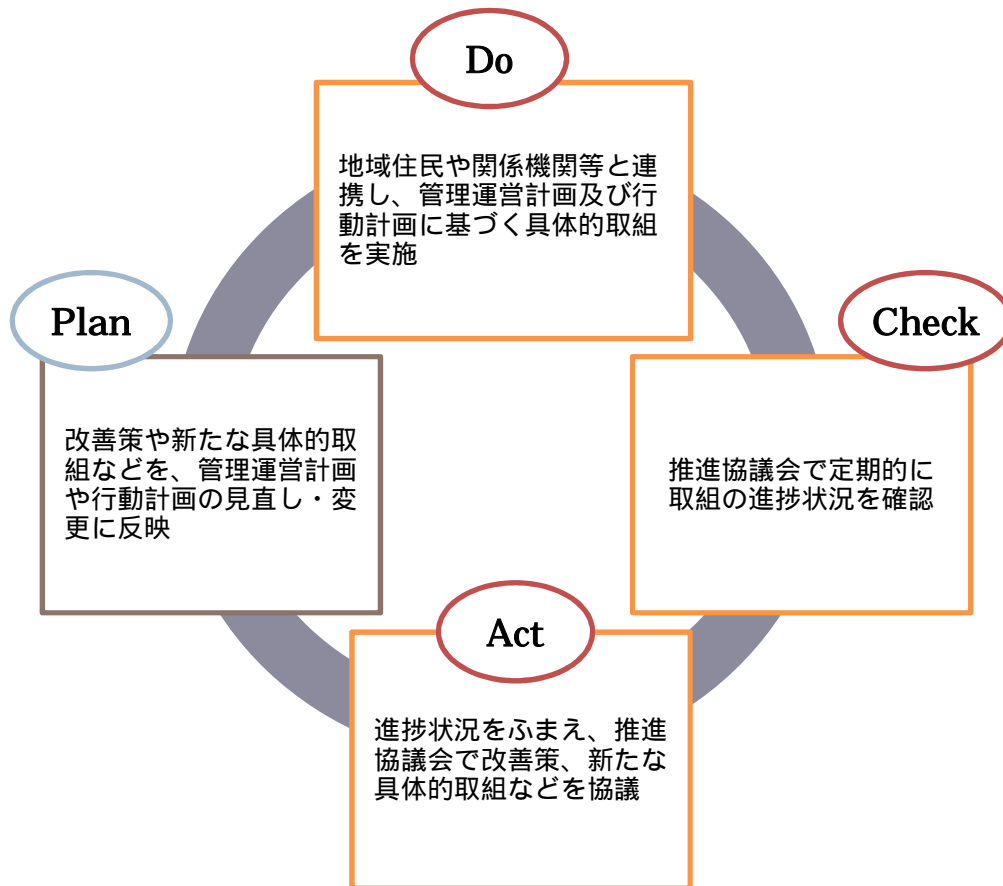 Do
地域住民や関係機関等と連
携し、管理運営計画及び行
動計画に基づく具体的取組
を実施
Plan
改善策や新たな具体的取
組などを、管理運営計画
や行動計画の見直し・変
更に反映
Check
推進協議会で定期的に
取組の進捗状況を確認
Act
進捗状況をふまえ、推進
協議会で改善策、新たな
具体的取組などを協議